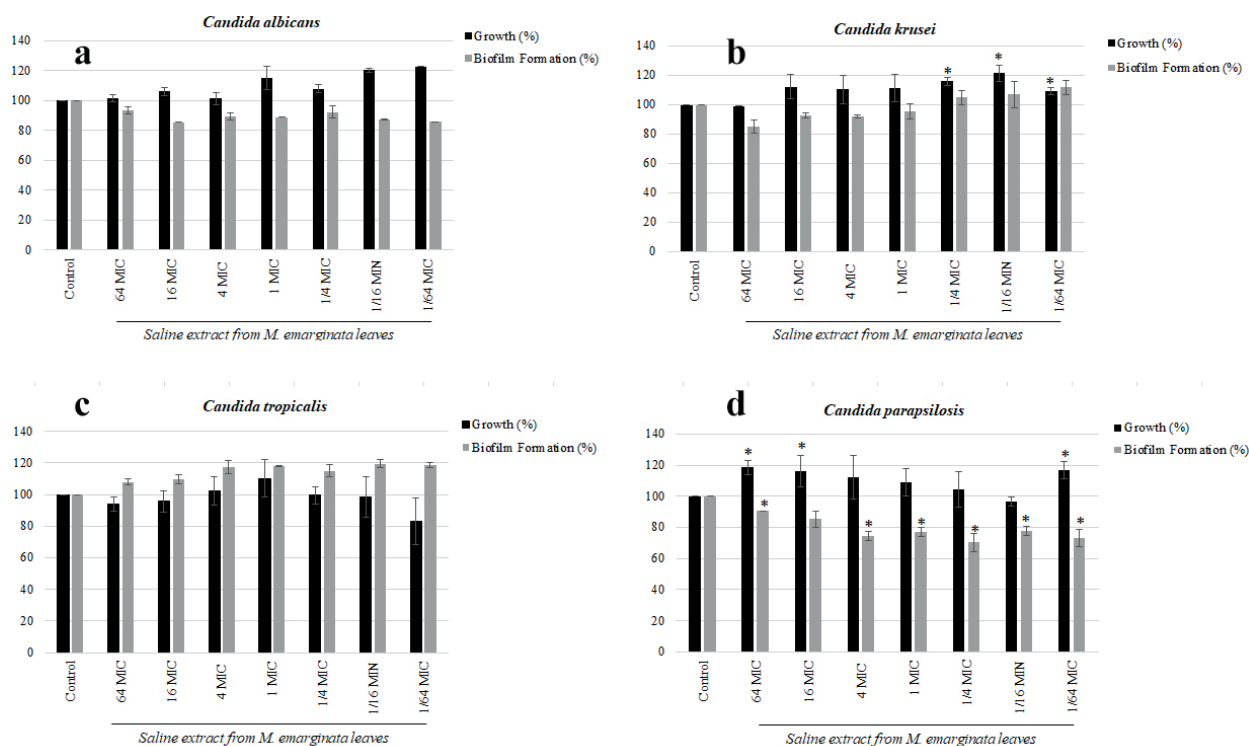 a
Candida albicans
Growth (%)
Biofilm Formation (%)
140
120
100
80
60
40
20
0
Control
64 MIC
16 MIC
4 MIC
1 MIC
1/4 MIC
1/16 MIN
1/64 MIC
Saline extract from M. emarginata leaves
b
Candida krusei
Growth (%)
Biofilm Formation (%)
140
120
100
80
60
40
20
0
* * *
Control
64 MIC
16 MIC
4 MIC
1 MIC
1/4 MIC
1/16 MIN
1/64 MIC
Saline extract from M. emarginata leaves
c
Candida tropicalis
Growth (%)
Biofilm Formation (%)
140
120
100
80
60
40
20
0
Control
64 MIC
16 MIC
4 MIC
1 MIC
1/4 MIC
1/16 MIN
1/64 MIC
Saline extract from M. emarginata leaves
d
Candida parapsilosis
Growth (%)
Biofilm Formation (%)
140
120
100
80
60
40
20
0
* * * * * * * * *
Control
64 MIC
16 MIC
4 MIC
1 MIC
1/4 MIC
1/16 MIN
1/64 MIC
Saline extract from M. emarginata leaves